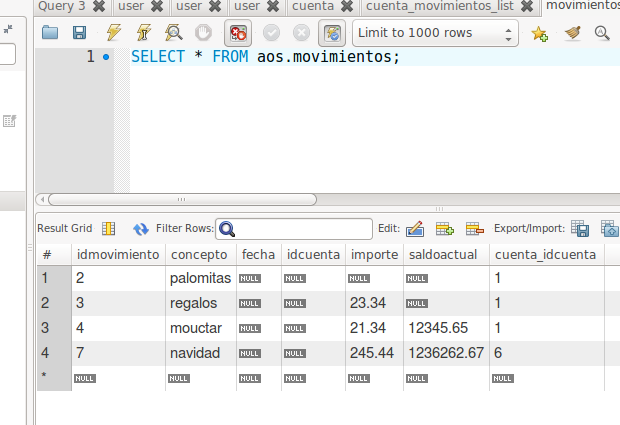 Query 3 user user user cuenta cuenta_movimientos_list movimientos
Limit to 1000 rows
1 SELECT * FROM aos.movimientos;
Result Grid Filter Rows: Edit: Export/Import:
# idmovimiento concepto fecha idcuenta importe saldoactual cuenta_idcuenta
1 2 palomitas NULL NULL NULL NULL 1
2 3 regalos NULL NULL 23.34 NULL 1
3 4 mouctar NULL NULL 21.34 12345.65 1
4 7 navidad NULL NULL 245.44 1236262.67 6
* NULL NULL NULL NULL NULL NULL NULL